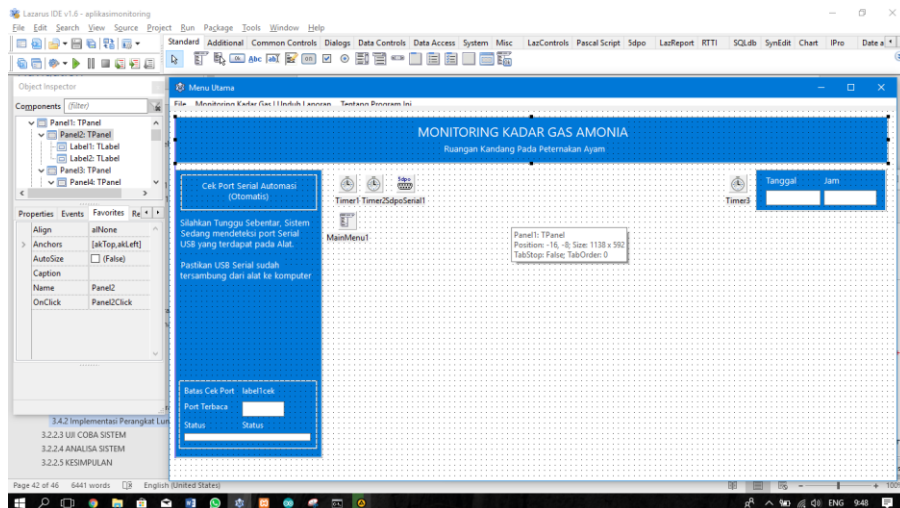 Lazarus IDE v1.6 - aplikasimonitoring
File Edit Search View Source Project Run Package Tools Window Help
Standard Additional Common Controls Dialogs Data Controls Data Access System Misc LazControls Pascal Script 5dpo LazReport RTTI SQLdb SynEdit Chart IPro Data a
Object Inspector
Components (filter)
Panel1: TPanel
Panel2: TPanel
Label1: TLabel
Label2: TLabel
Panel3: TPanel
Panel4: TPanel
Properties Events Favorites Re
Align alNone
Anchors [akTop,akLeft]
AutoSize (False)
Caption
Name Panel2
OnClick Panel2Click
Menu Utama
File Monitoring Kadar Gas | Unduh Laporan Tentang Program Ini
MONITORING KADAR GAS AMONIA
Ruangan Kandang Pada Peternakan Ayam
Cek Port Serial Automasi
(Otomatis)
Silahkan Tunggu Sebentar, Sistem
Sedang mendeteksi port Serial
USB yang terdapat pada Alat.
Pastikan USB Serial sudah
tersambung dari alat ke komputer
Batas Cek Port label1cek
Port Terbaca
Status Status
5dpo
Timer1 Timer2 SdpoSerial1
MainMenu1
Timer3
Tanggal Jam
Panel1: TPanel
Position: -16, -8; Size: 1138 x 592
TabStop: False; TabOrder: 0
3.4.2 Implementasi Perangkat Lun
3.2.2.3 UJI COBA SISTEM
3.2.2.4 ANALISA SISTEM
3.2.2.5 KESIMPULAN
Page 42 of 46 6441 words English (United States) 100
ENG 9:48